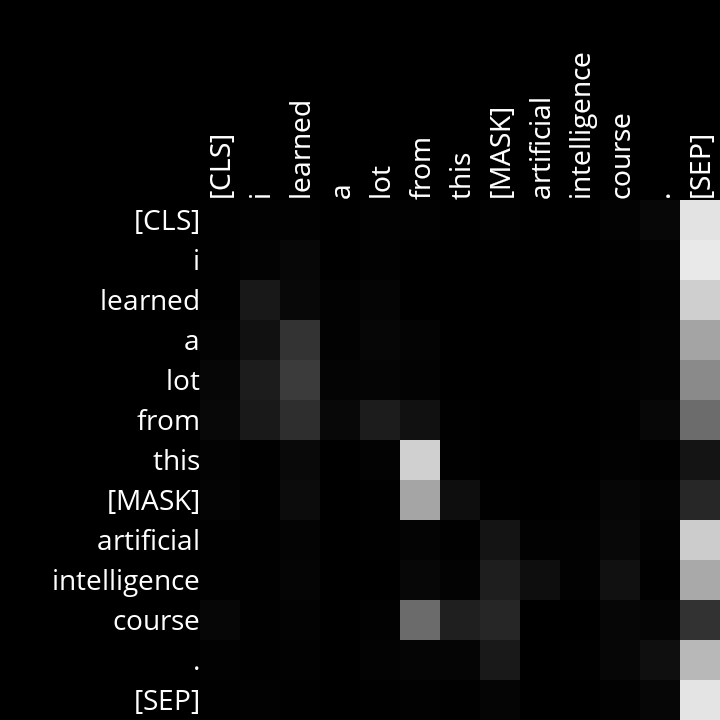 [CLS] i learned a lot from this [MASK] artificial intelligence course . [SEP]
[CLS]
i
learned
a
lot
from
this
[MASK]
artificial
intelligence
course
.
[SEP]